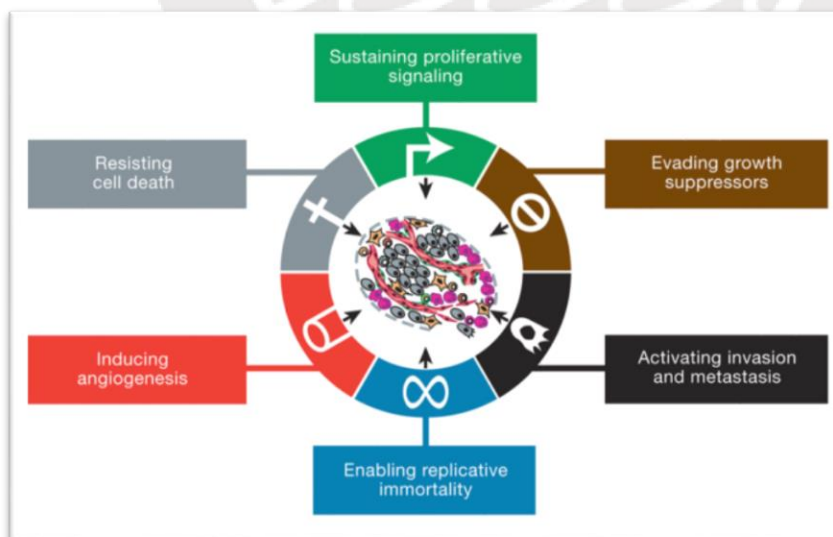 Sustaining proliferative
signaling
Resisting
cell death
Evading growth
suppressors
Inducing
angiogenesis
Activating invasion
and metastasis
Enabling replicative
immortality